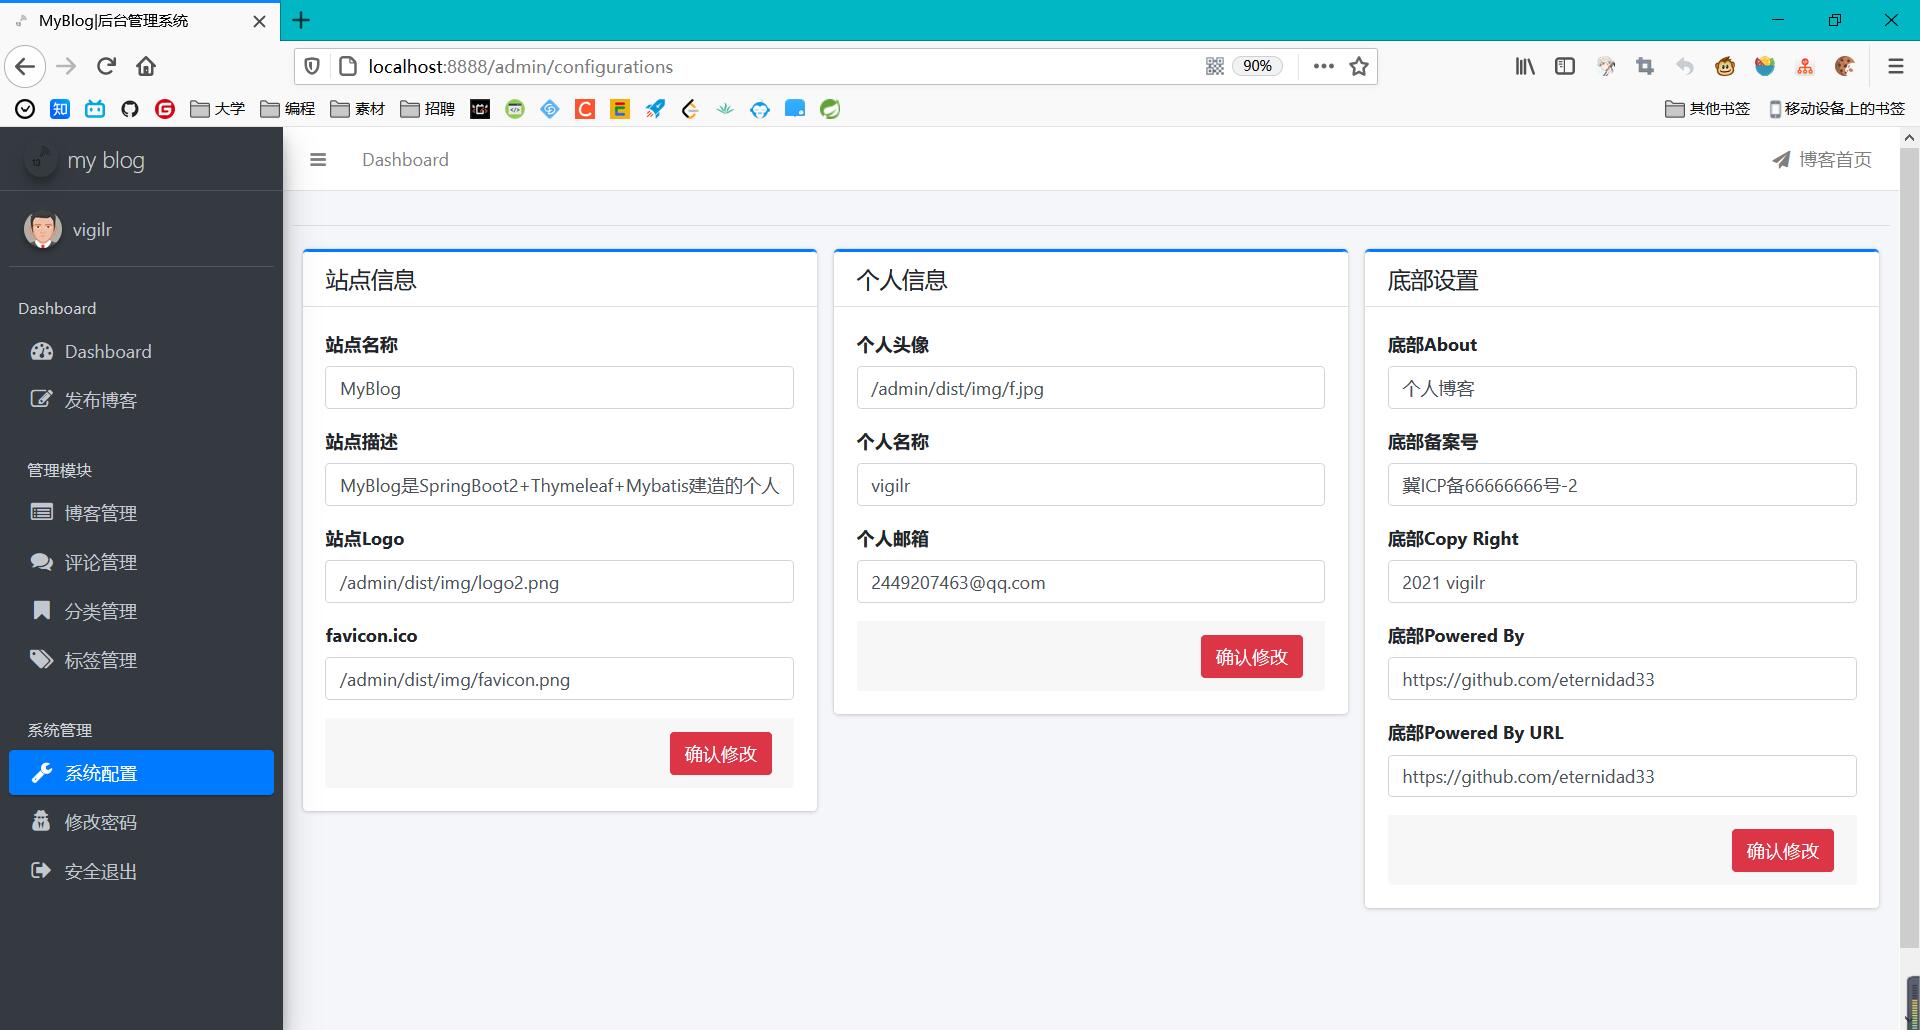 MyBlog|后台管理系统
localhost:8888/admin/configurations
90%
大学
编程
素材
招聘
其他书签
移动设备上的书签
my blog
Dashboard
博客首页
vigilr
Dashboard
Dashboard
发布博客
管理模块
博客管理
评论管理
分类管理
标签管理
系统管理
系统配置
修改密码
安全退出
站点信息
站点名称
MyBlog
站点描述
MyBlog是SpringBoot2+Thymeleaf+Mybatis建造的个人
站点Logo
/admin/dist/img/logo2.png
favicon.ico
/admin/dist/img/favicon.png
确认修改
个人信息
个人头像
/admin/dist/img/f.jpg
个人名称
vigilr
个人邮箱
2449207463@qq.com
确认修改
底部设置
底部About
个人博客
底部备案号
冀ICP备66666666号-2
底部Copy Right
2021 vigilr
底部Powered By
https://github.com/eternidad33
底部Powered By URL
https://github.com/eternidad33
确认修改